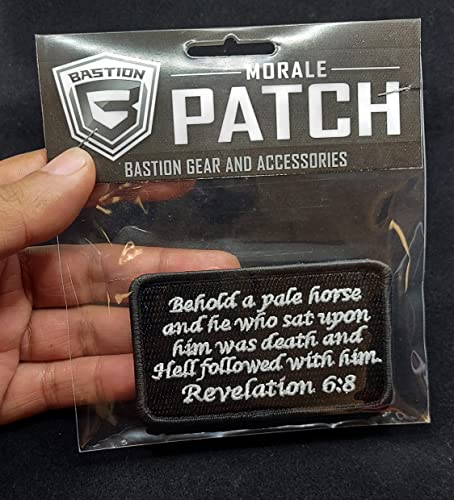 BASTION
MORALE
PATCH
BASTION GEAR AND ACCESSORIES
Behold a pale horse
and he who sat upon
him was death and
Hell followed with him.
Revelation 6:8